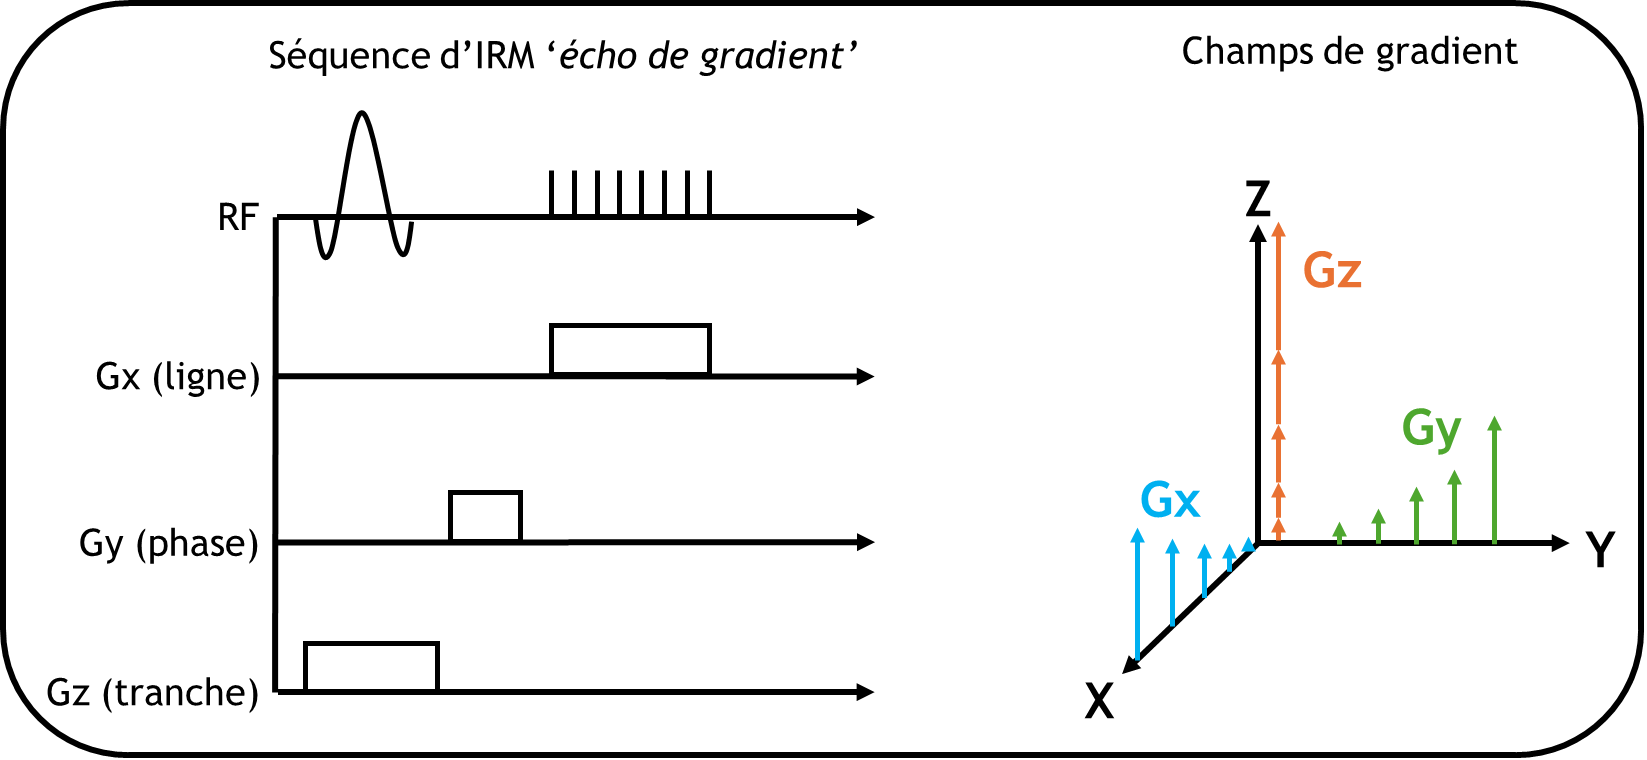 Séquence d’IRM ‘écho de gradient’
Champs de gradient
RF
Gx (ligne)
Gy (phase)
Gz (tranche)
Z
Gz
Gy
Gx
Y
X